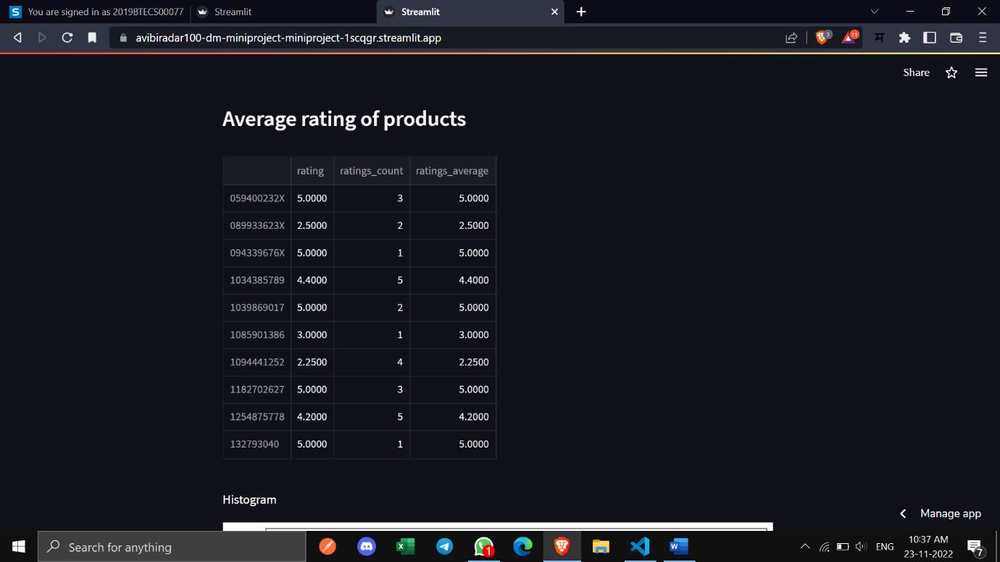 You are signed in as 2019BTECS00077
Streamlit
Streamlit
avibiradar100-dm-miniproject-miniproject-1scqgr.streamlit.app
3
11
Share
Average rating of products
rating ratings_count ratings_average
059400232X 5.0000 3 5.0000
089933623X 2.5000 2 2.5000
094339676X 5.0000 1 5.0000
1034385789 4.4000 5 4.4000
1039869017 5.0000 2 5.0000
1085901386 3.0000 1 3.0000
1094441252 2.2500 4 2.2500
1182702627 5.0000 3 5.0000
1254875778 4.2000 5 4.2000
132793040 5.0000 1 5.0000
Histogram
Manage app
Search for anything
1
ENG
10:37 AM
23-11-2022
7